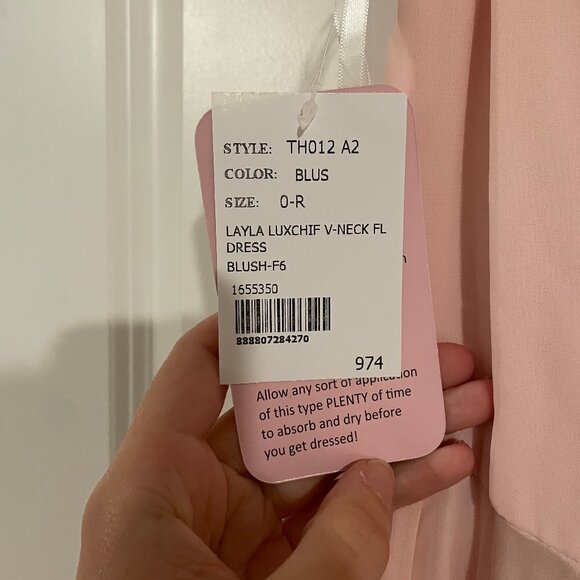 STYLE: TH012 A2
COLOR: BLUS
SIZE: 0-R
LAYLA LUXCHIF V-NECK FL
DRESS
BLUSH-F6
1655350
888807284270
974
Allow any sort of application
of this type PLENTY of time
to absorb and dry before
you get dressed!